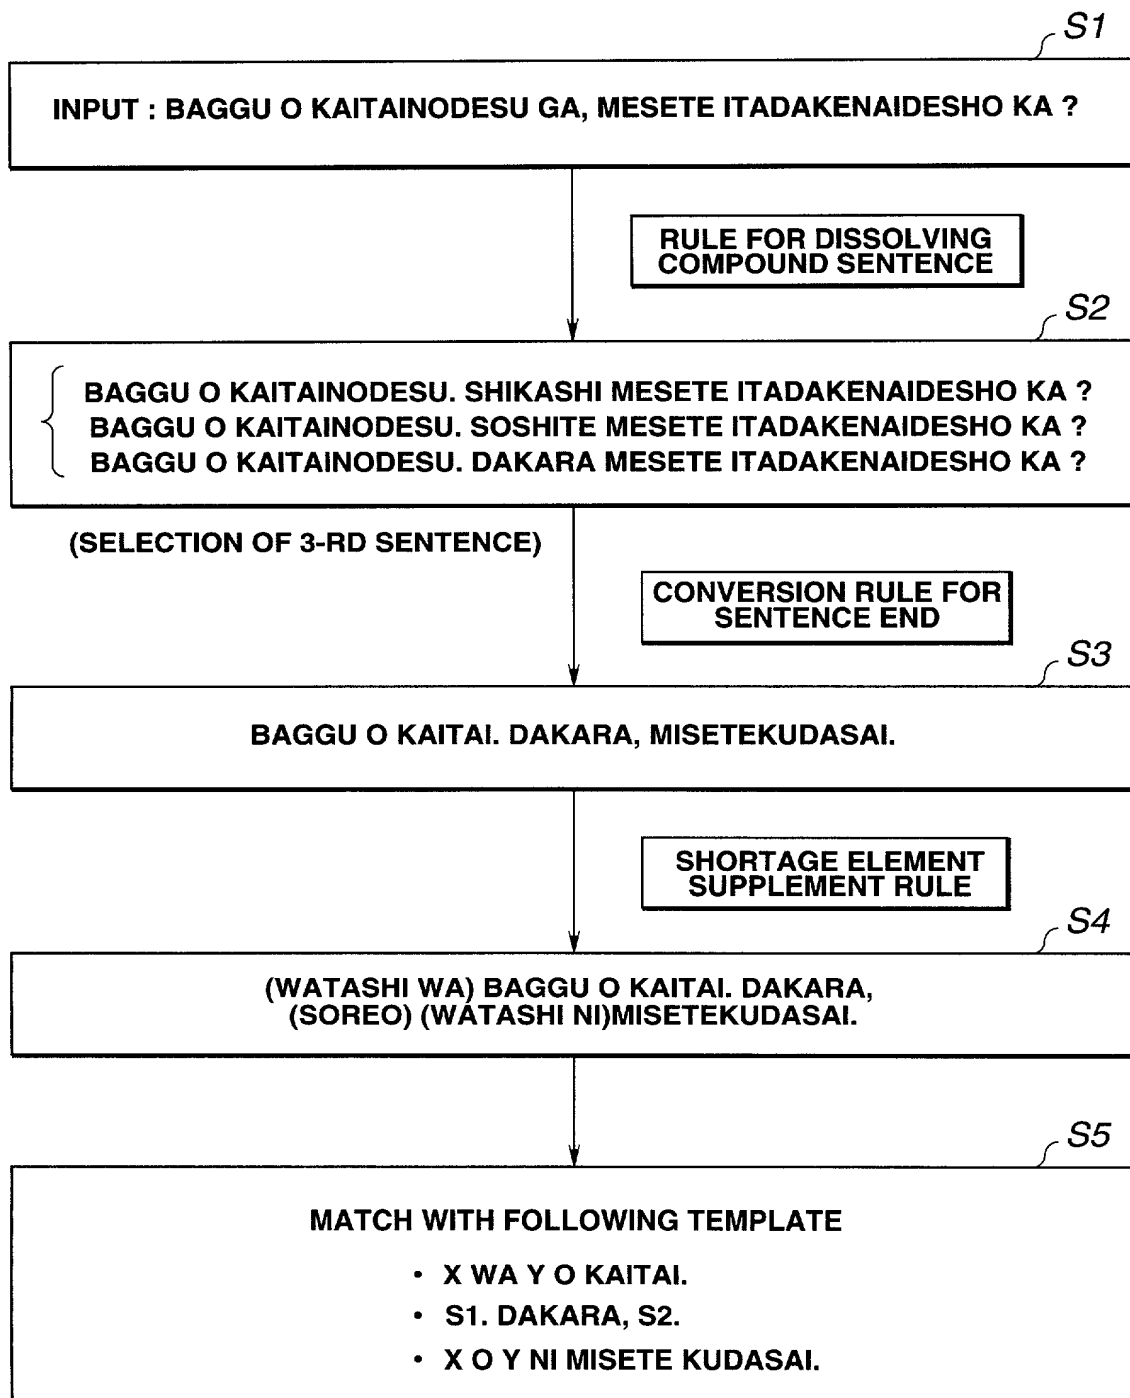 S1
INPUT : BAGGU O KAITAINODESU GA, MESETE ITADAKENAIDESHO KA ?
RULE FOR DISSOLVING
COMPOUND SENTENCE
S2
BAGGU O KAITAINODESU. SHIKASHI MESETE ITADAKENAIDESHO KA ?
BAGGU O KAITAINODESU. SOSHITE MESETE ITADAKENAIDESHO KA ?
BAGGU O KAITAINODESU. DAKARA MESETE ITADAKENAIDESHO KA ?
(SELECTION OF 3-RD SENTENCE)
CONVERSION RULE FOR
SENTENCE END
S3
BAGGU O KAITAI. DAKARA, MISETEKUDASAI.
SHORTAGE ELEMENT
SUPPLEMENT RULE
S4
(WATASHI WA) BAGGU O KAITAI. DAKARA,
(SOREO) (WATASHI NI)MISETEKUDASAI.
S5
MATCH WITH FOLLOWING TEMPLATE
• X WA Y O KAITAI.
• S1. DAKARA, S2.
• X O Y NI MISETE KUDASAI.